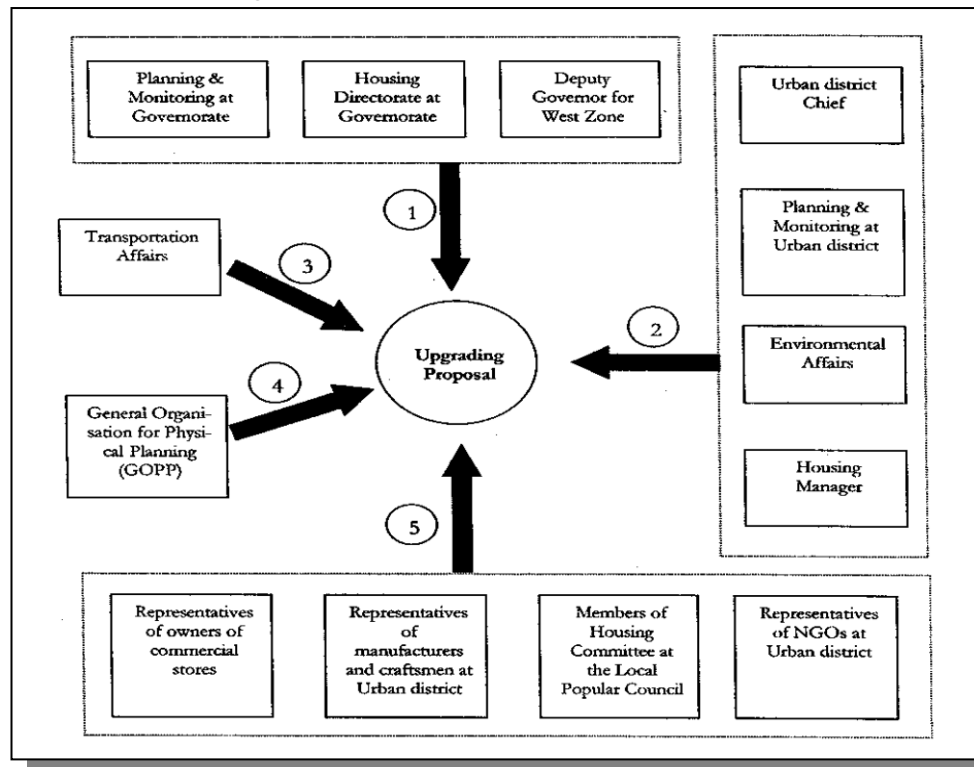 Planning &
Monitoring at
Governorate
Housing
Directorate at
Governorate
Deputy
Governor for
West Zone
Urban district
Chief
Planning &
Monitoring at
Urban district
Environmental
Affairs
Housing
Manager
1
Transportation
Affairs
3
2
Upgrading
Proposal
4
General Organi-
sation for Physi-
cal Planning
(GOPP)
5
Representatives
of owners of
commercial
stores
Representatives
of
manufacturers
and craftsmen at
Urban district
Members of
Housing
Committee at
the Local
Popular Council
Representatives
of NGOs at
Urban district